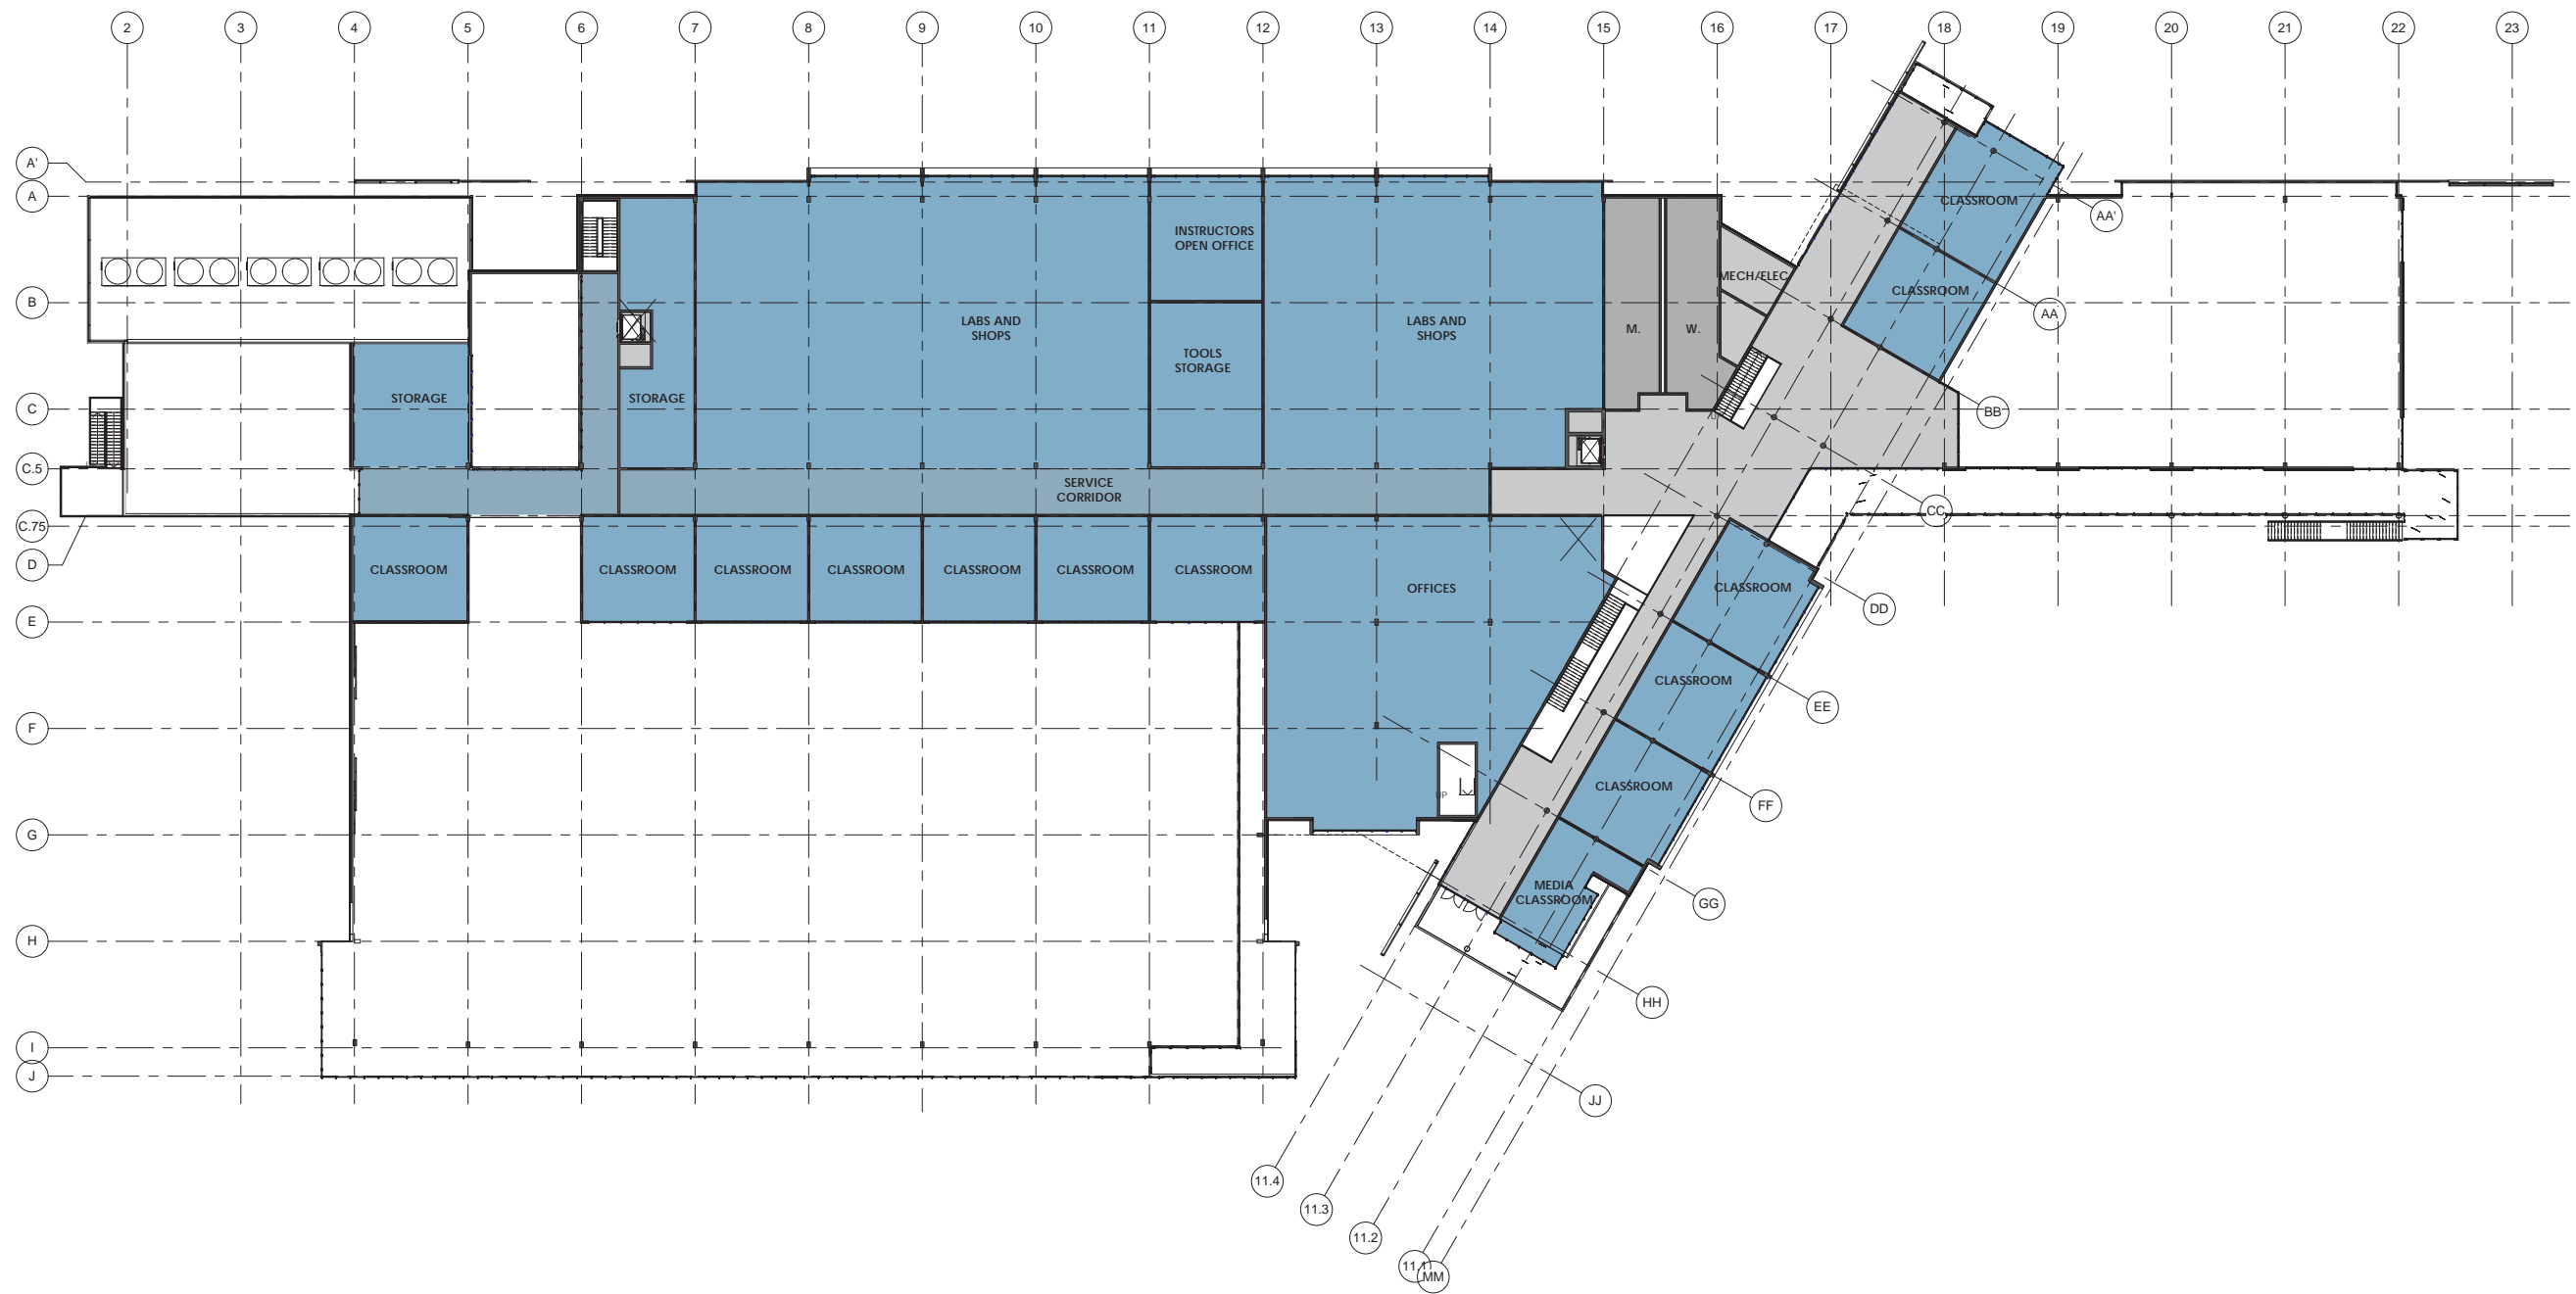 2 3 4 5 6 7 8 9 10 11 12 13 14 15 16 17 18 19 20 21 22 23
A'
A
CLASSROOM
AA'
INSTRUCTORS
OPEN OFFICE
MECH/ELEC
CLASSROOM
B
AA
LABS AND
SHOPS
LABS AND
SHOPS
M.
W.
TOOLS
STORAGE
STORAGE
STORAGE
C
BB
C.5
SERVICE
CORRIDOR
CC
C.75
D
CLASSROOM
CLASSROOM
CLASSROOM
CLASSROOM
CLASSROOM
CLASSROOM
CLASSROOM
OFFICES
CLASSROOM
DD
E
CLASSROOM
EE
F
CLASSROOM
UP
FF
G
MEDIA
CLASSROOM
GG
H
HH
I
J
JJ
11.4
11.3
11.2
11.1
MM